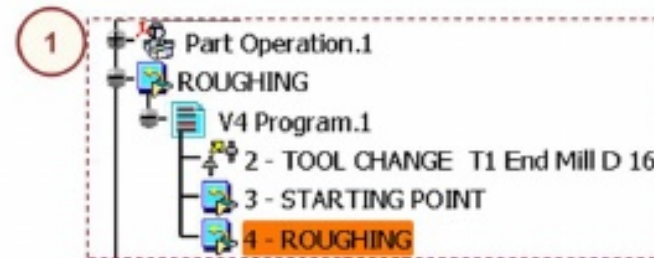 1
Part Operation.1
ROUGHING
V4 Program.1
2 - TOOL CHANGE T1 End Mill D 16
3 - STARTING POINT
4 - ROUGHING